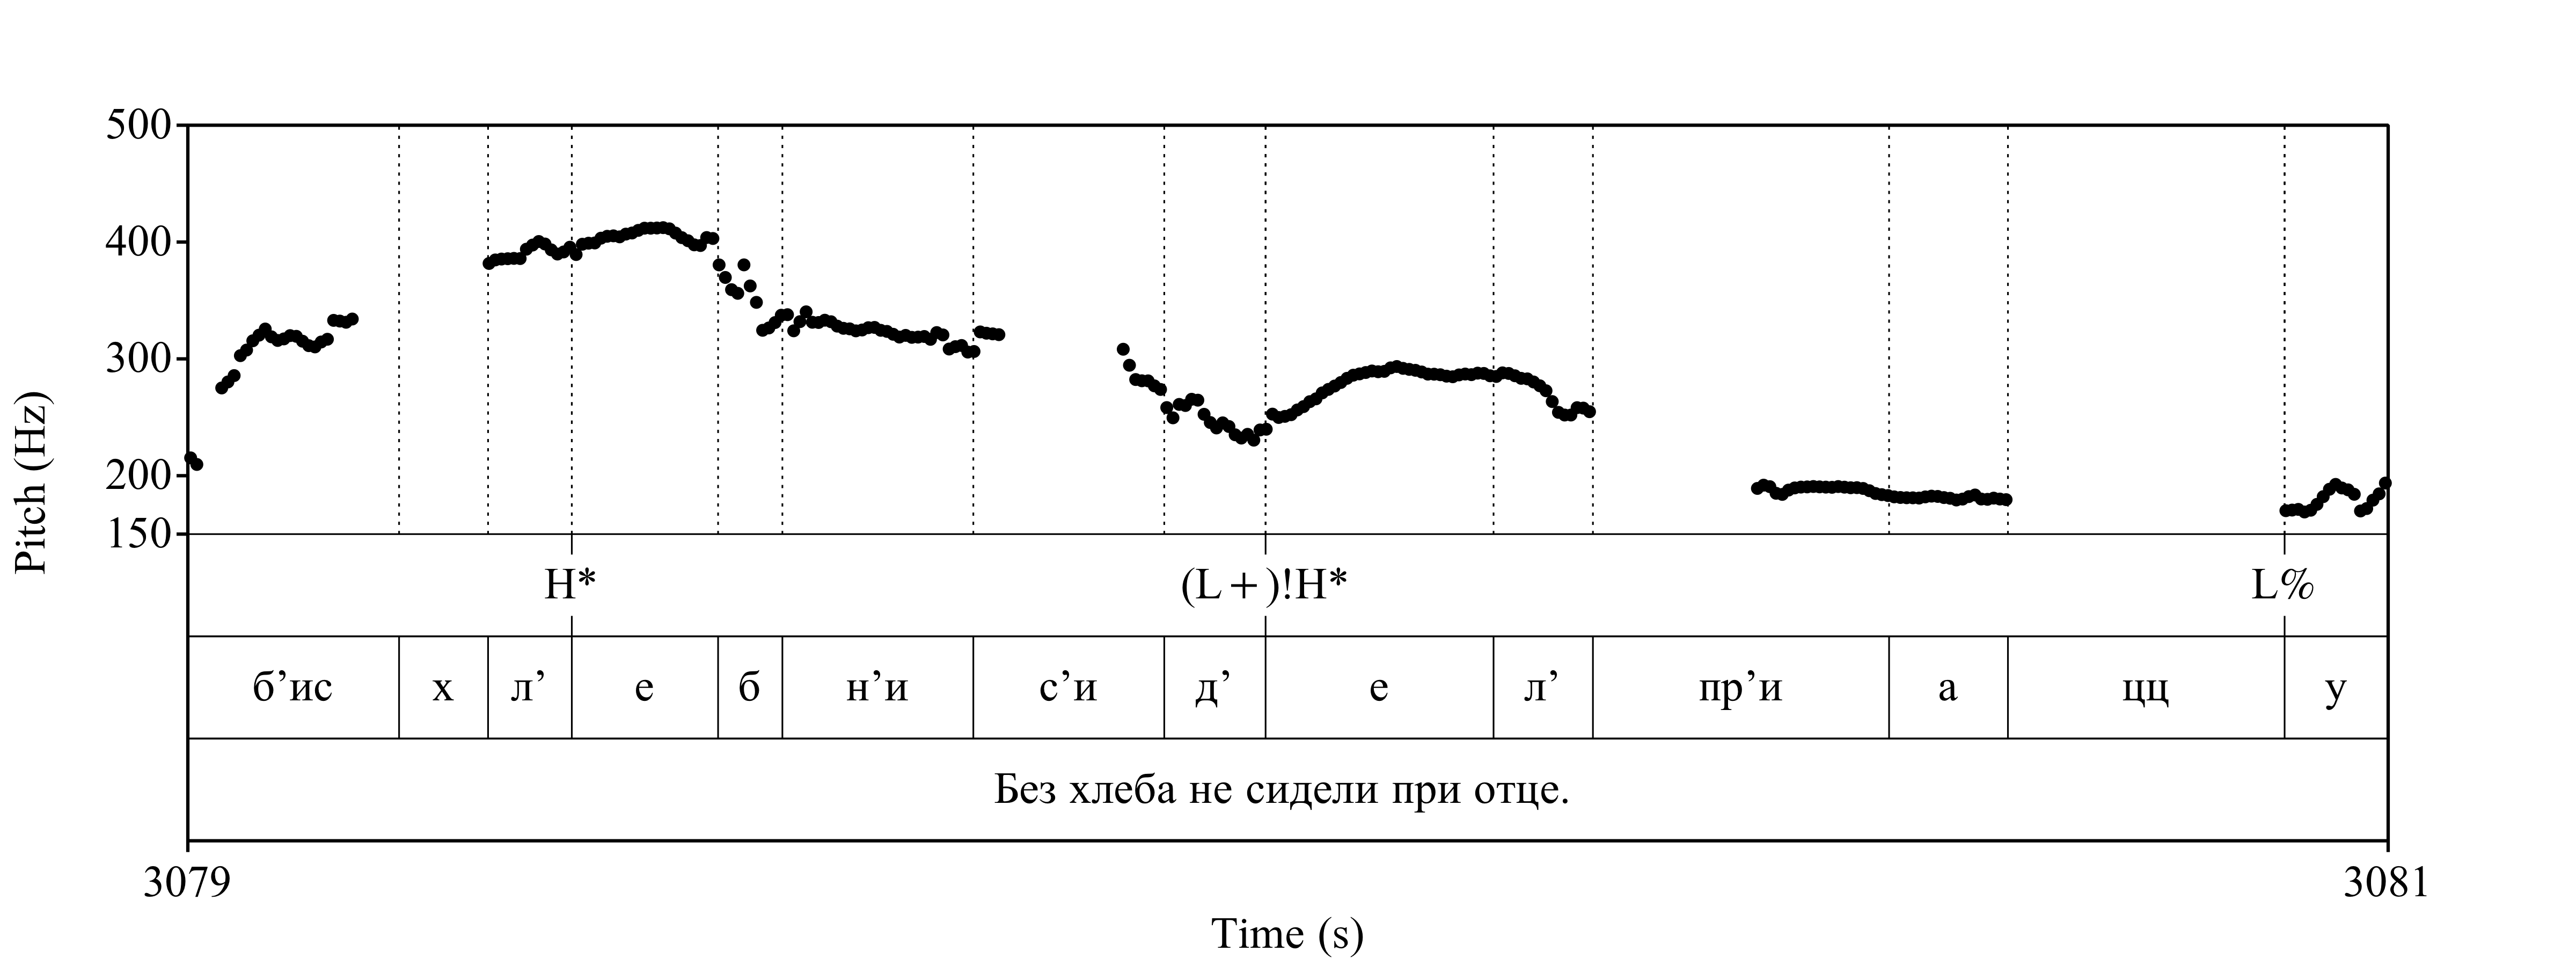 Pitch (Hz)
500
400
300
200
150
H* (L+)!H* L%
б’ис х л’ е б н’и с’и д’ е л’ пр’и а цц у
Без хлеба не сидели при отце.
3079 3081
Time (s)